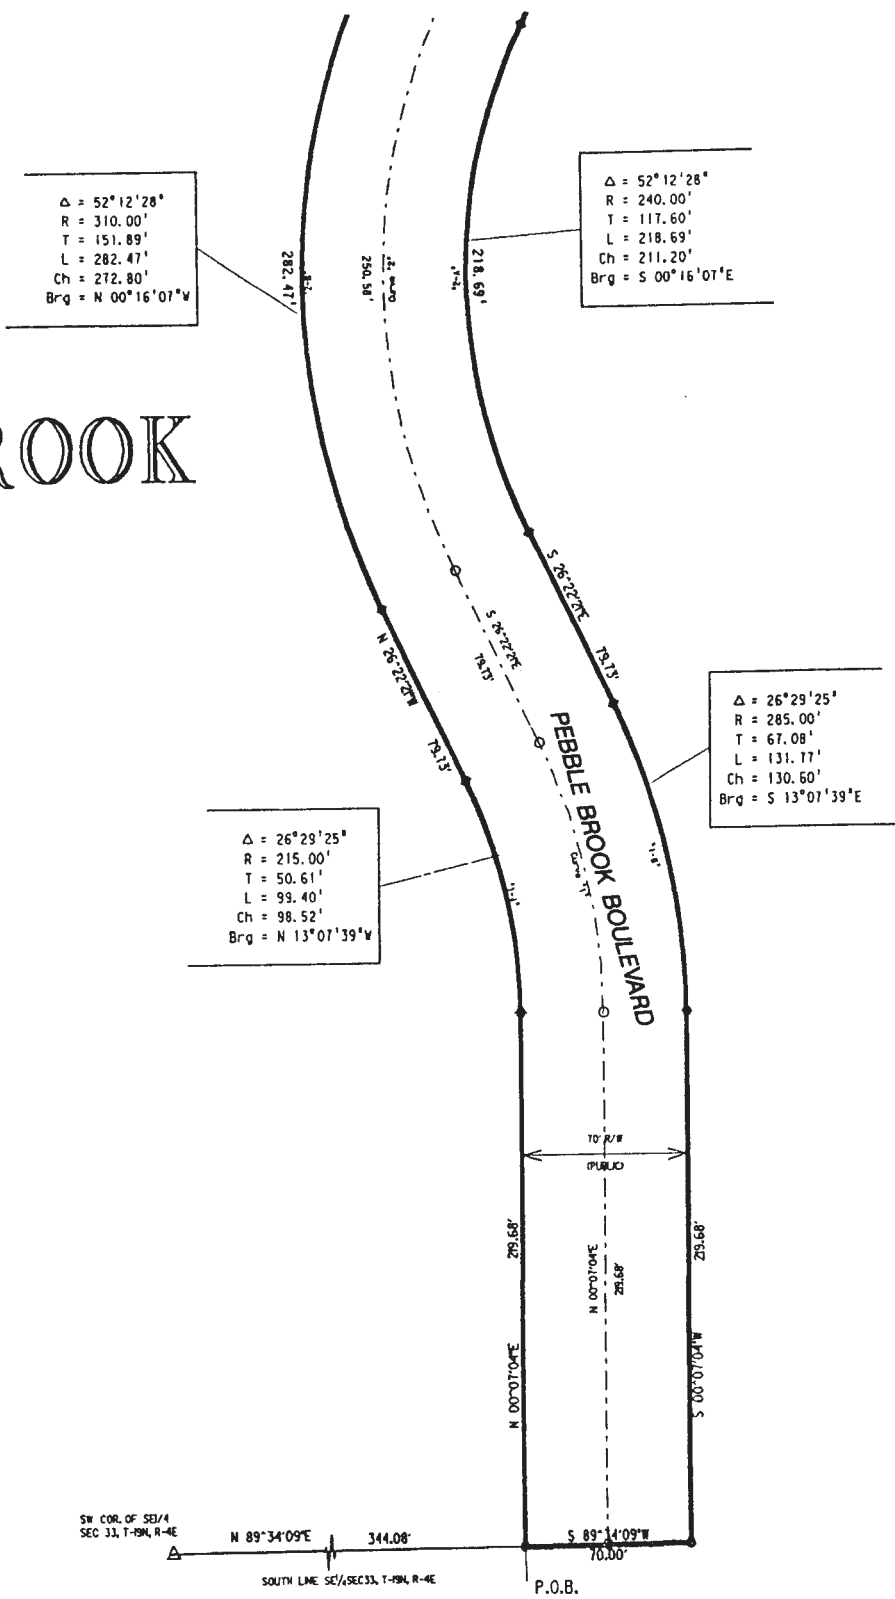 Δ = 52°12'28"
R = 310.00'
T = 151.89'
L = 282.47'
Ch = 272.80'
Brg = N 00°16'07"W
Δ = 52°12'28"
R = 240.00'
T = 117.60'
L = 218.69'
Ch = 211.20'
Brg = S 00°16'07"E
282.47'
250.58'
218.69'
ROOK
S 26°22'21"E
79.73'
S 26°22'21"E
79.73'
N 26°22'21"W
79.73'
Δ = 26°29'25"
R = 285.00'
T = 67.08'
L = 131.77'
Ch = 130.60'
Brg = S 13°07'39"E
PEBBLE BROOK BOULEVARD
Δ = 26°29'25"
R = 215.00'
T = 50.61'
L = 99.40'
Ch = 98.52'
Brg = N 13°07'39"W
70' R/W
(PUBLIC)
N 00°07'04"E
219.68'
N 00°07'04"E
219.68'
S 00°07'04"W
219.68'
SW COR. OF SE1/4
SEC 33, T-19N, R-4E
N 89°34'09"E
344.08'
S 89°34'09"W
70.00'
SOUTH LINE SE1/4 SEC33, T-19N, R-4E
P.O.B.